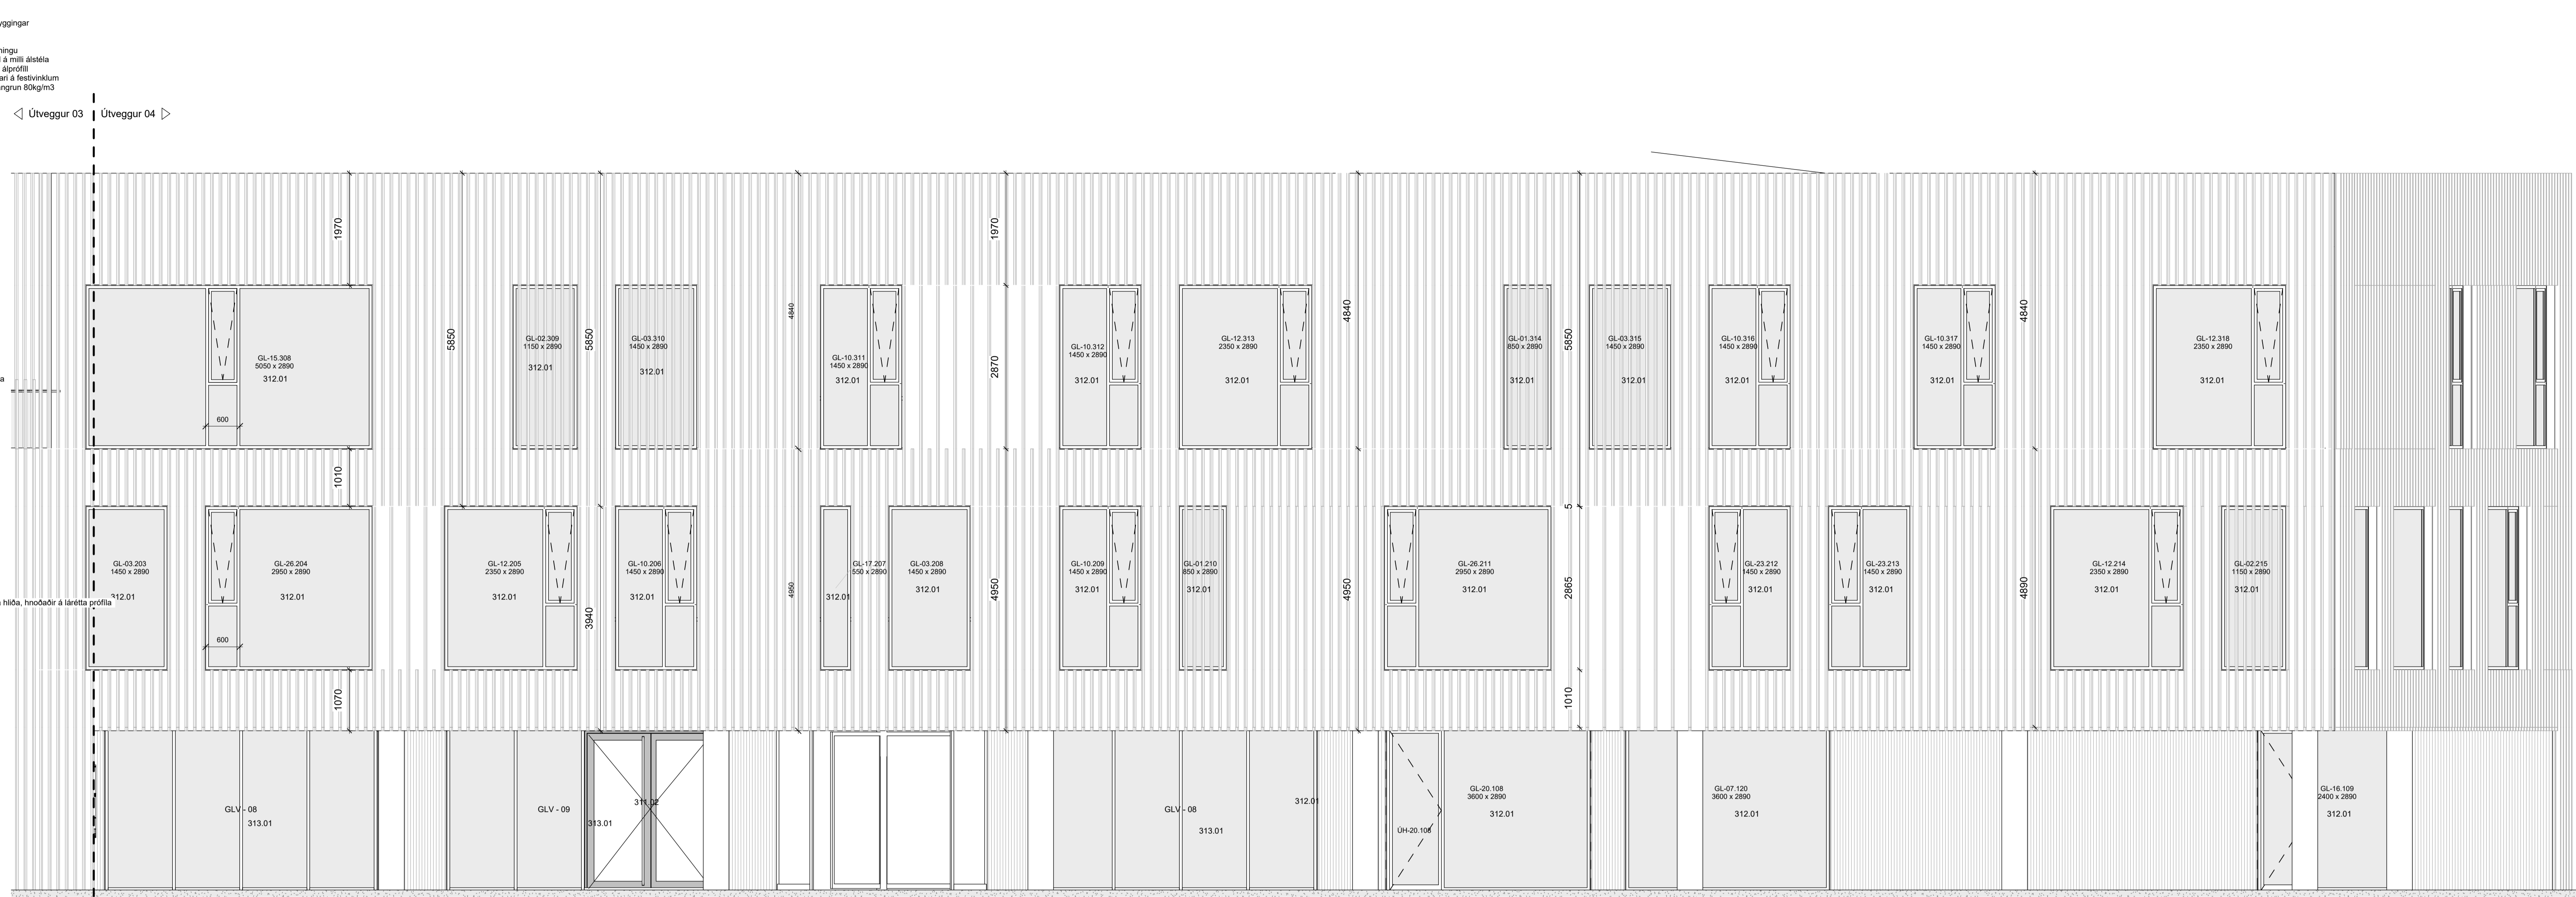 yggingar
ningu
l á milli álstéla
álprófíll
ari á festivinklum
ngrun 80kg/m3
Útveggur 03
Útveggur 04
1970
5850
5850
4840
1970
2870
4840
5850
4840
GL-15.308
5050 x 2890
312.01
600
GL-02.309
1150 x 2890
312.01
GL-03.310
1450 x 2890
312.01
GL-10.311
1450 x 2890
312.01
GL-10.312
1450 x 2890
312.01
GL-12.313
2350 x 2890
312.01
GL-01.314
850 x 2890
312.01
GL-03.315
1450 x 2890
312.01
GL-10.316
1450 x 2890
312.01
GL-10.317
1450 x 2890
312.01
GL-12.318
2350 x 2890
312.01
a
1010
5
GL-03.203
1450 x 2890
312.01
GL-26.204
2950 x 2890
312.01
600
GL-12.205
2350 x 2890
312.01
3940
GL-10.206
1450 x 2890
312.01
4950
GL-17.207
550 x 2890
312.01
GL-03.208
1450 x 2890
312.01
4950
GL-10.209
1450 x 2890
312.01
GL-01.210
850 x 2890
312.01
4950
GL-26.211
2950 x 2890
312.01
2865
GL-23.212
1450 x 2890
312.01
GL-23.213
1450 x 2890
312.01
4890
GL-12.214
2350 x 2890
312.01
GL-02.215
1150 x 2890
312.01
hliða, hnoðaðir á lárétta prófíla
1070
1010
GLV - 08
313.01
GLV - 09
313.01
311.02
GLV - 08
313.01
312.01
ÚH-20.108
GL-20.108
3600 x 2890
312.01
GL-07.120
3600 x 2890
312.01
GL-16.109
2400 x 2890
312.01